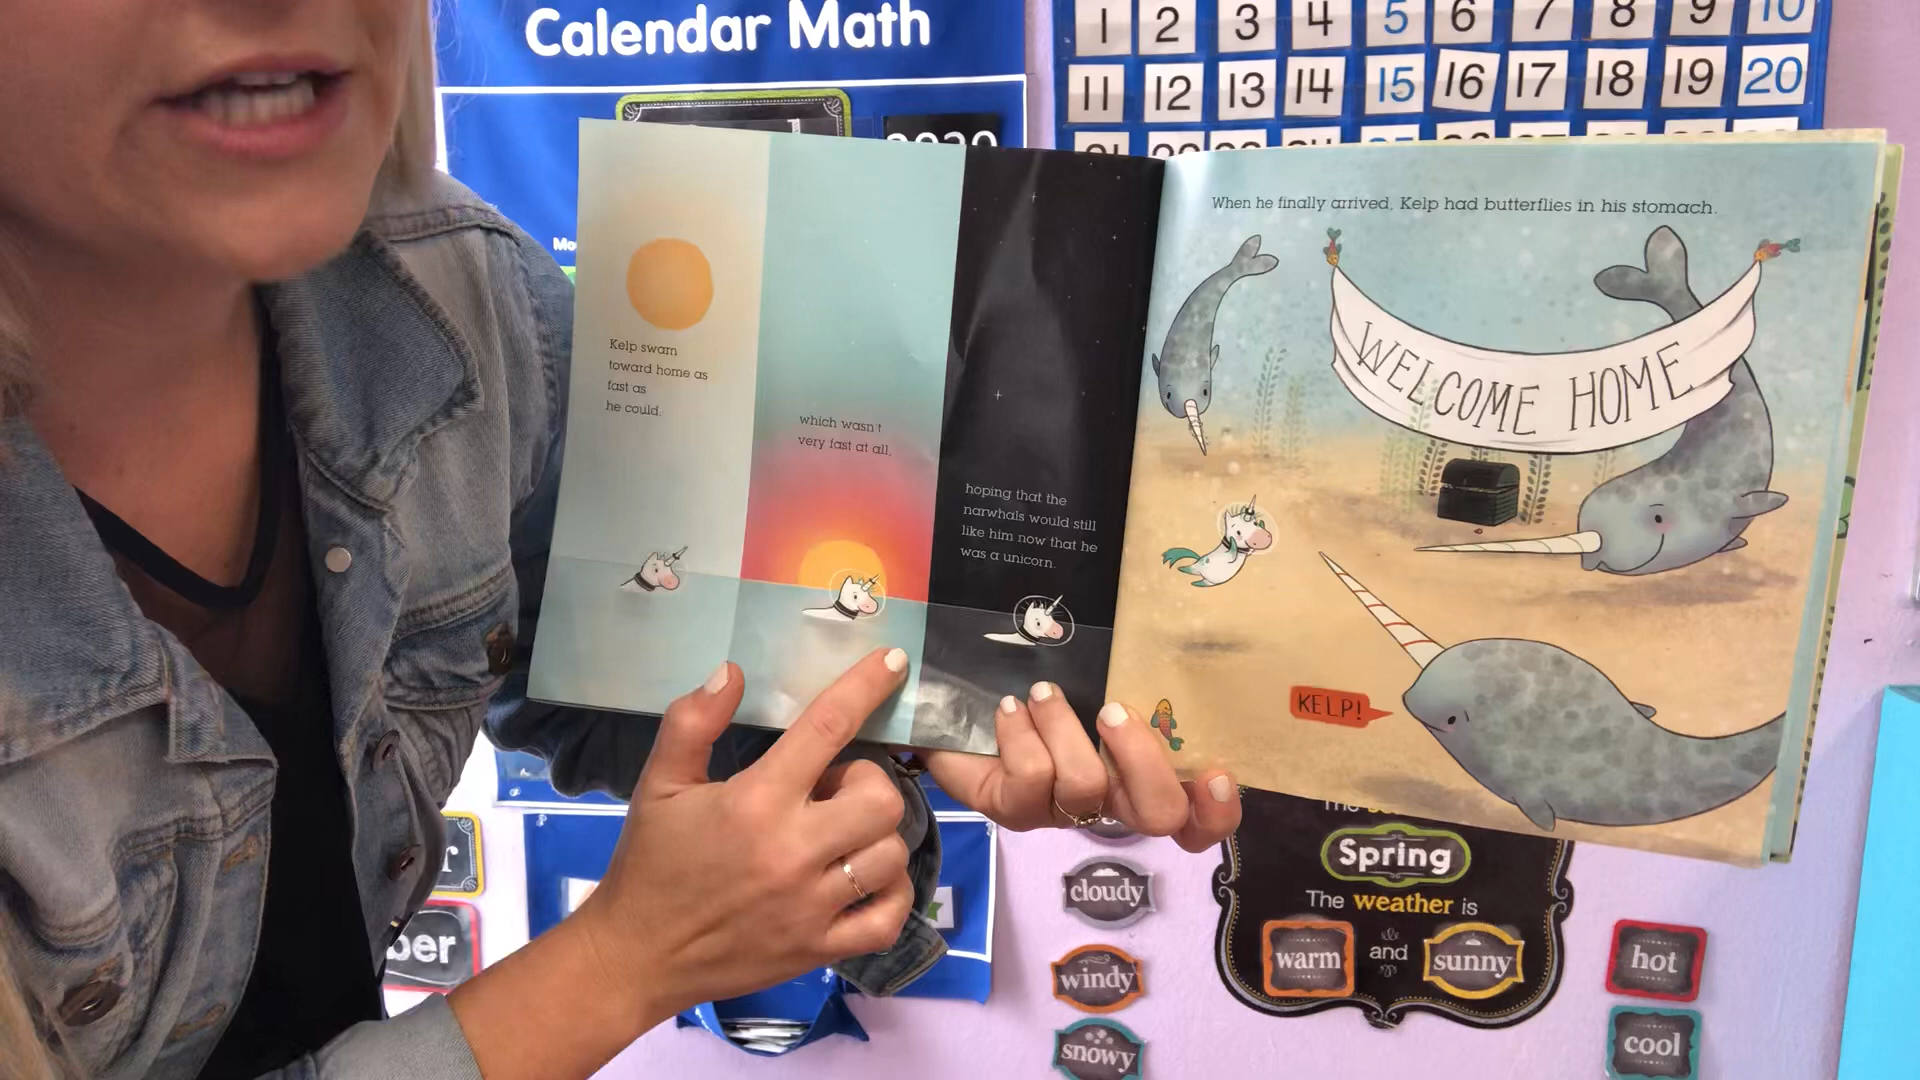 Calendar Math
1 2 3 4 5 6 7 8 9 10
11 12 13 14 15 16 17 18 19 20
2020
Kelp swam
toward home as
fast as
he could,
which wasn't
very fast at all,
hoping that the
narwhals would still
like him now that he
was a unicorn.
When he finally arrived, Kelp had butterflies in his stomach.
WELCOME HOME
KELP!
Spring
The weather is
warm and sunny
cloudy
windy
snowy
hot
cool